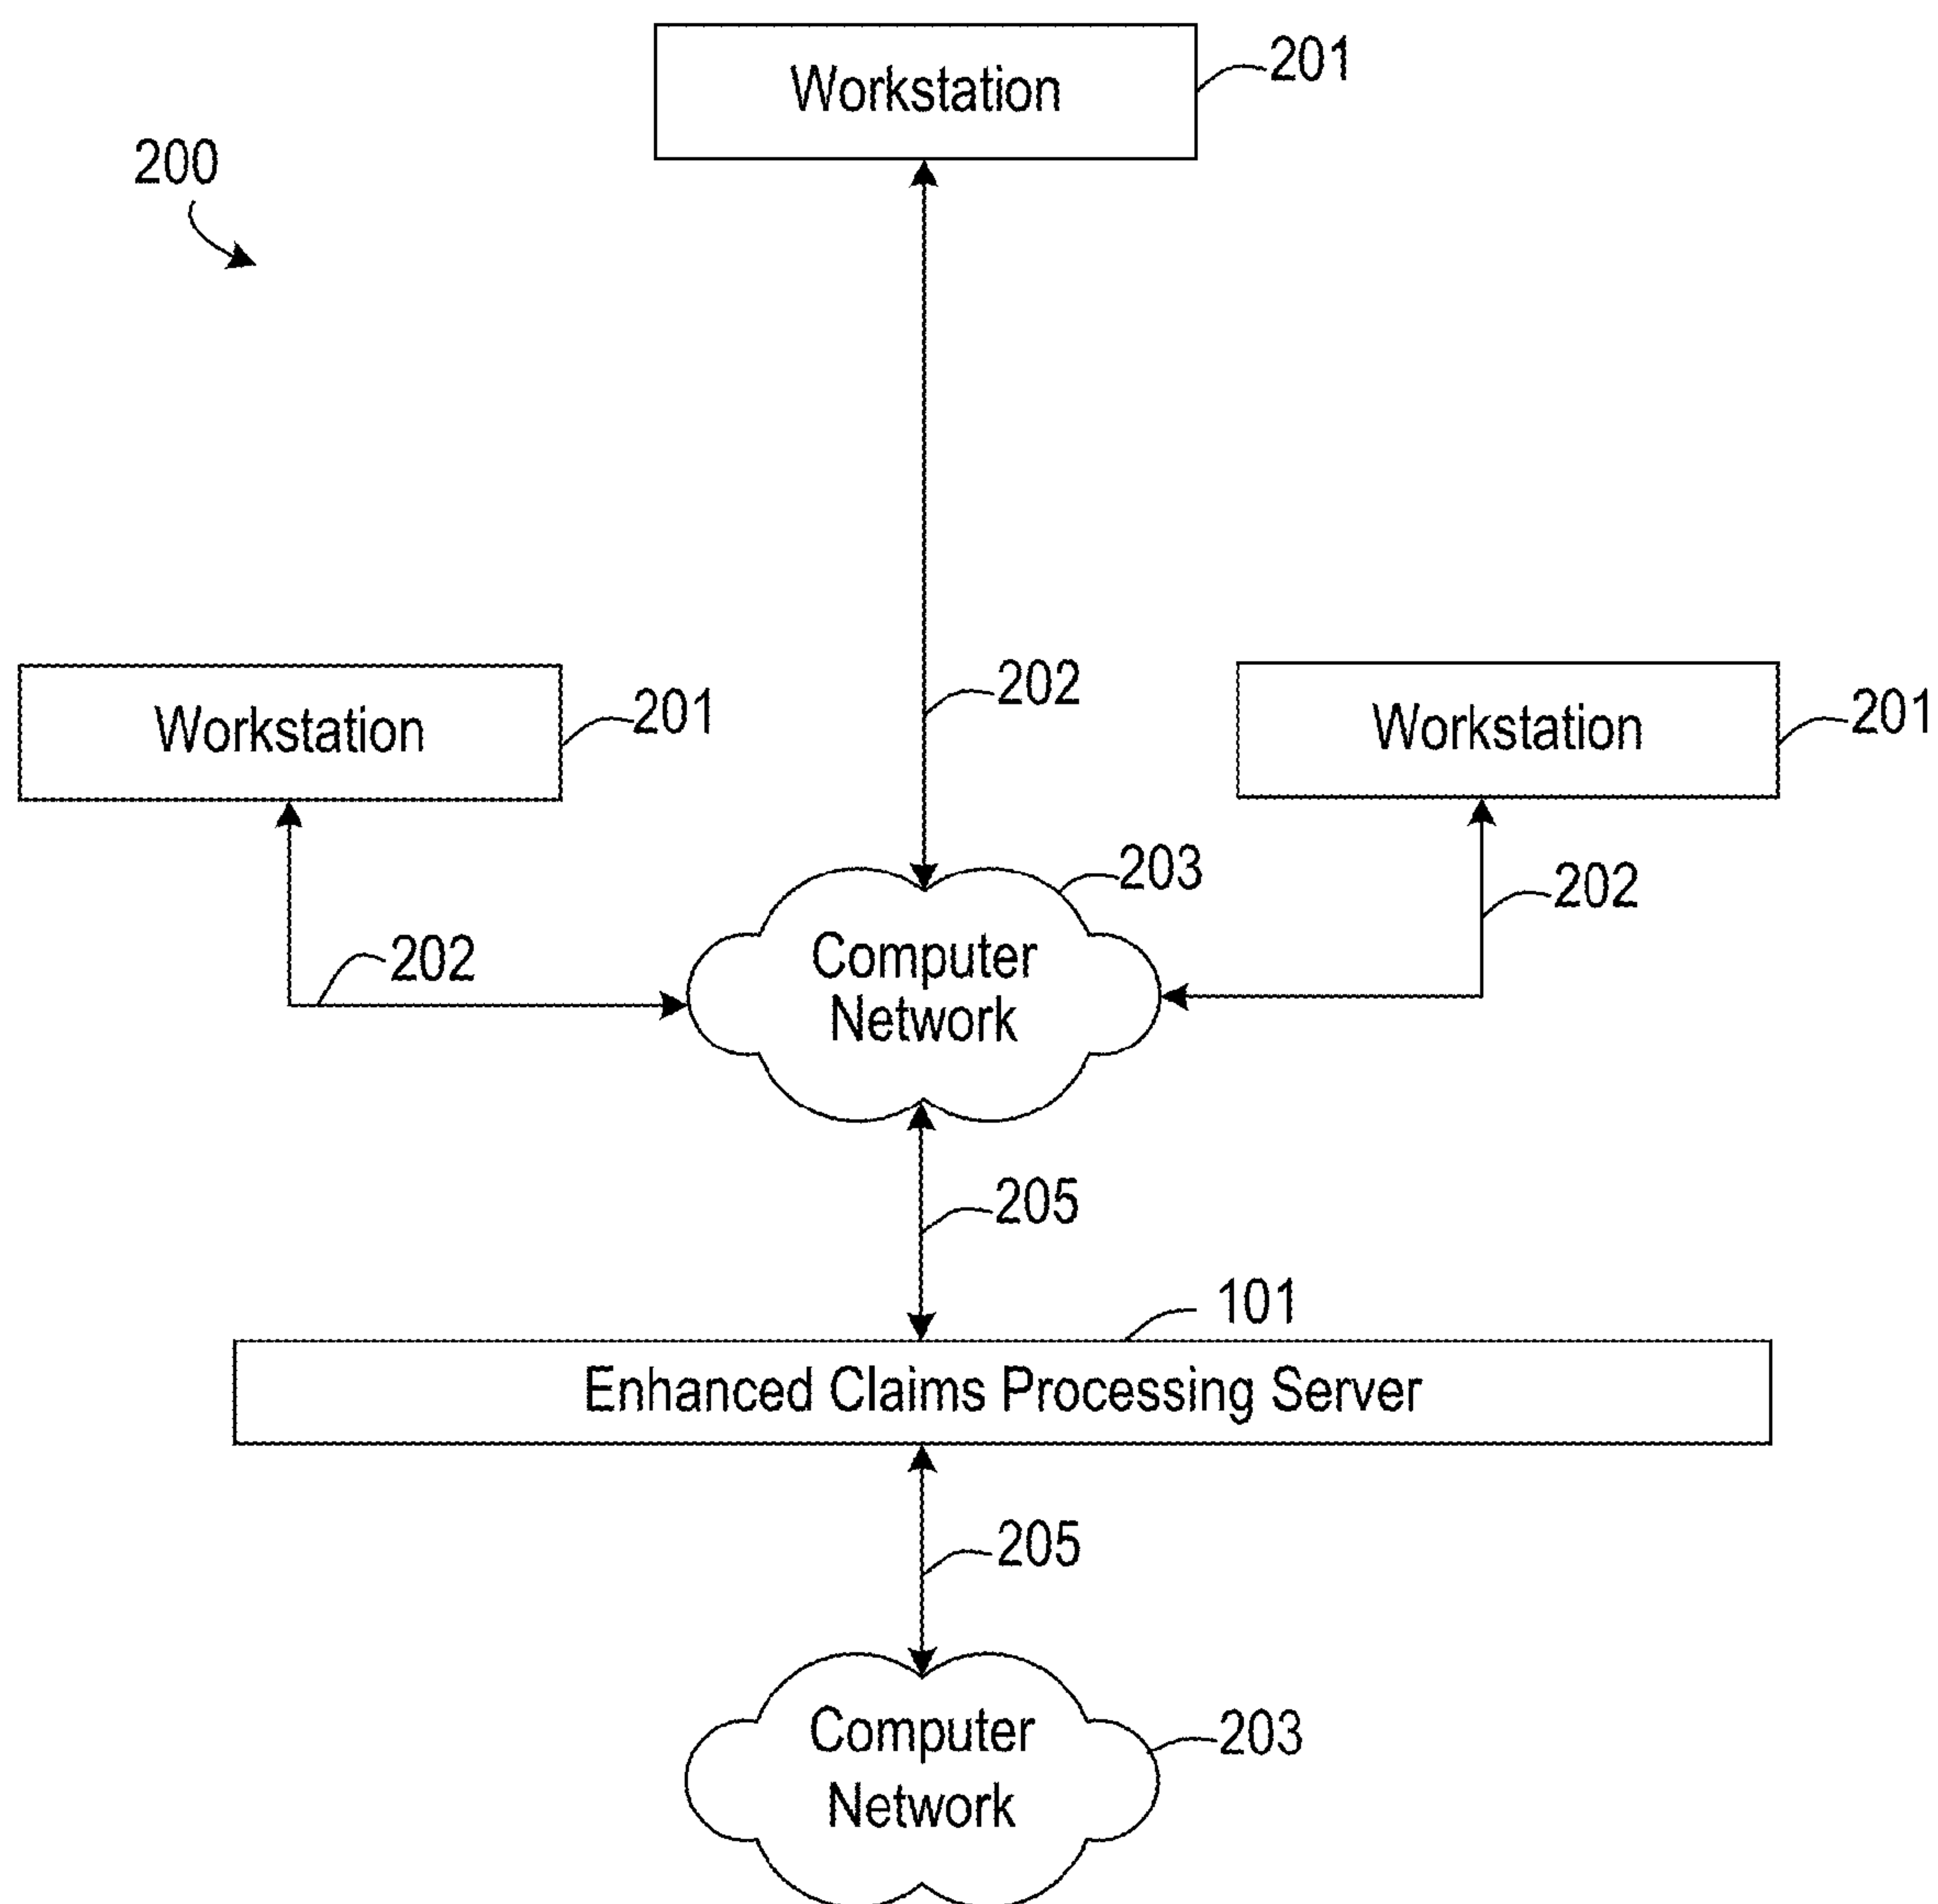 Workstation
201
200
202
Workstation
201
Workstation
201
203
202
202
Computer
Network
205
101
Enhanced Claims Processing Server
205
203
Computer
Network